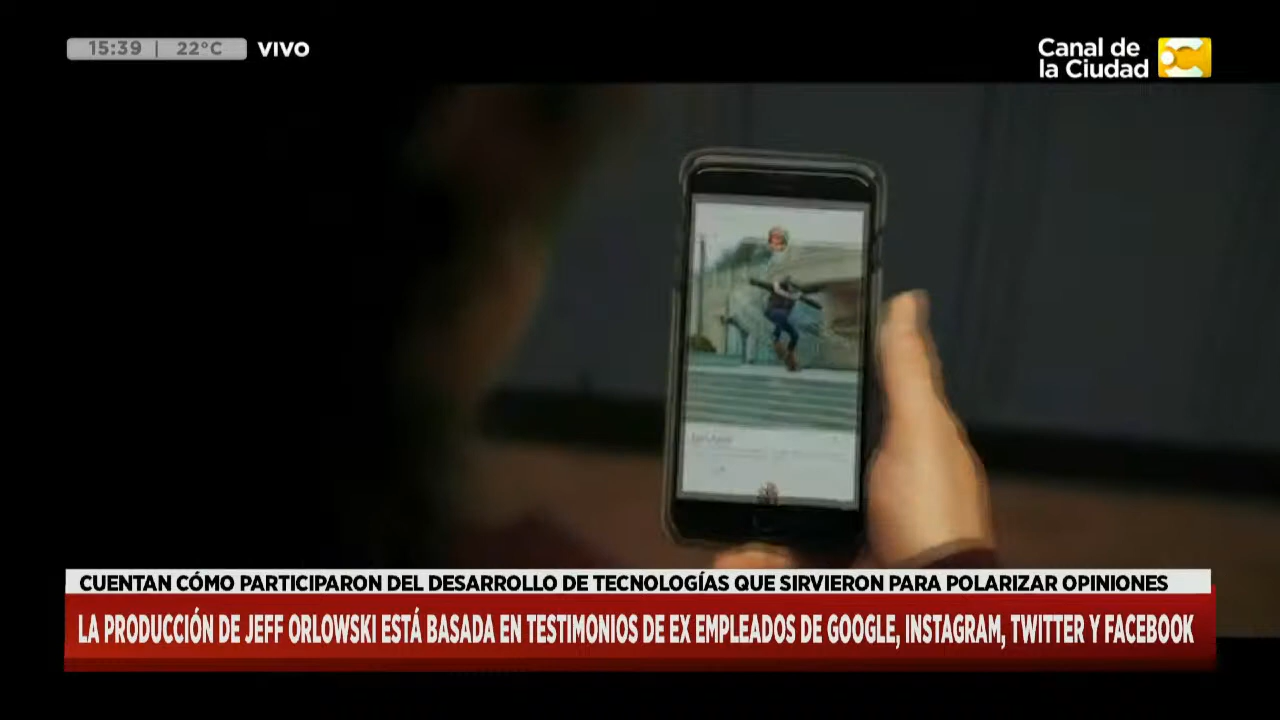 15:39 | 22°C VIVO
Canal de
la Ciudad
CUENTAN CÓMO PARTICIPARON DEL DESARROLLO DE TECNOLOGÍAS QUE SIRVIERON PARA POLARIZAR OPINIONES
LA PRODUCCIÓN DE JEFF ORLOWSKI ESTÁ BASADA EN TESTIMONIOS DE EX EMPLEADOS DE GOOGLE, INSTAGRAM, TWITTER Y FACEBOOK